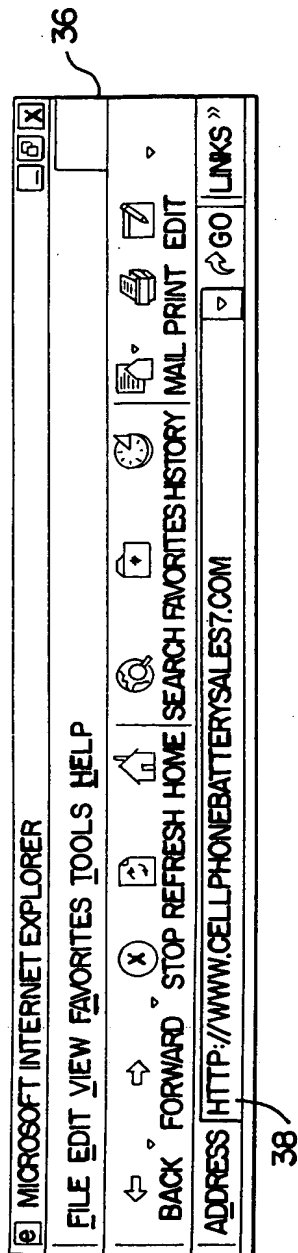 36
e MICROSOFT INTERNET EXPLORER
FILE EDIT VIEW FAVORITES TOOLS HELP
BACK FORWARD STOP REFRESH HOME SEARCH FAVORITES HISTORY MAIL PRINT EDIT
ADDRESS HTTP://WWW.CELLPHONEBATTERYSALES7.COM GO LINKS »
38